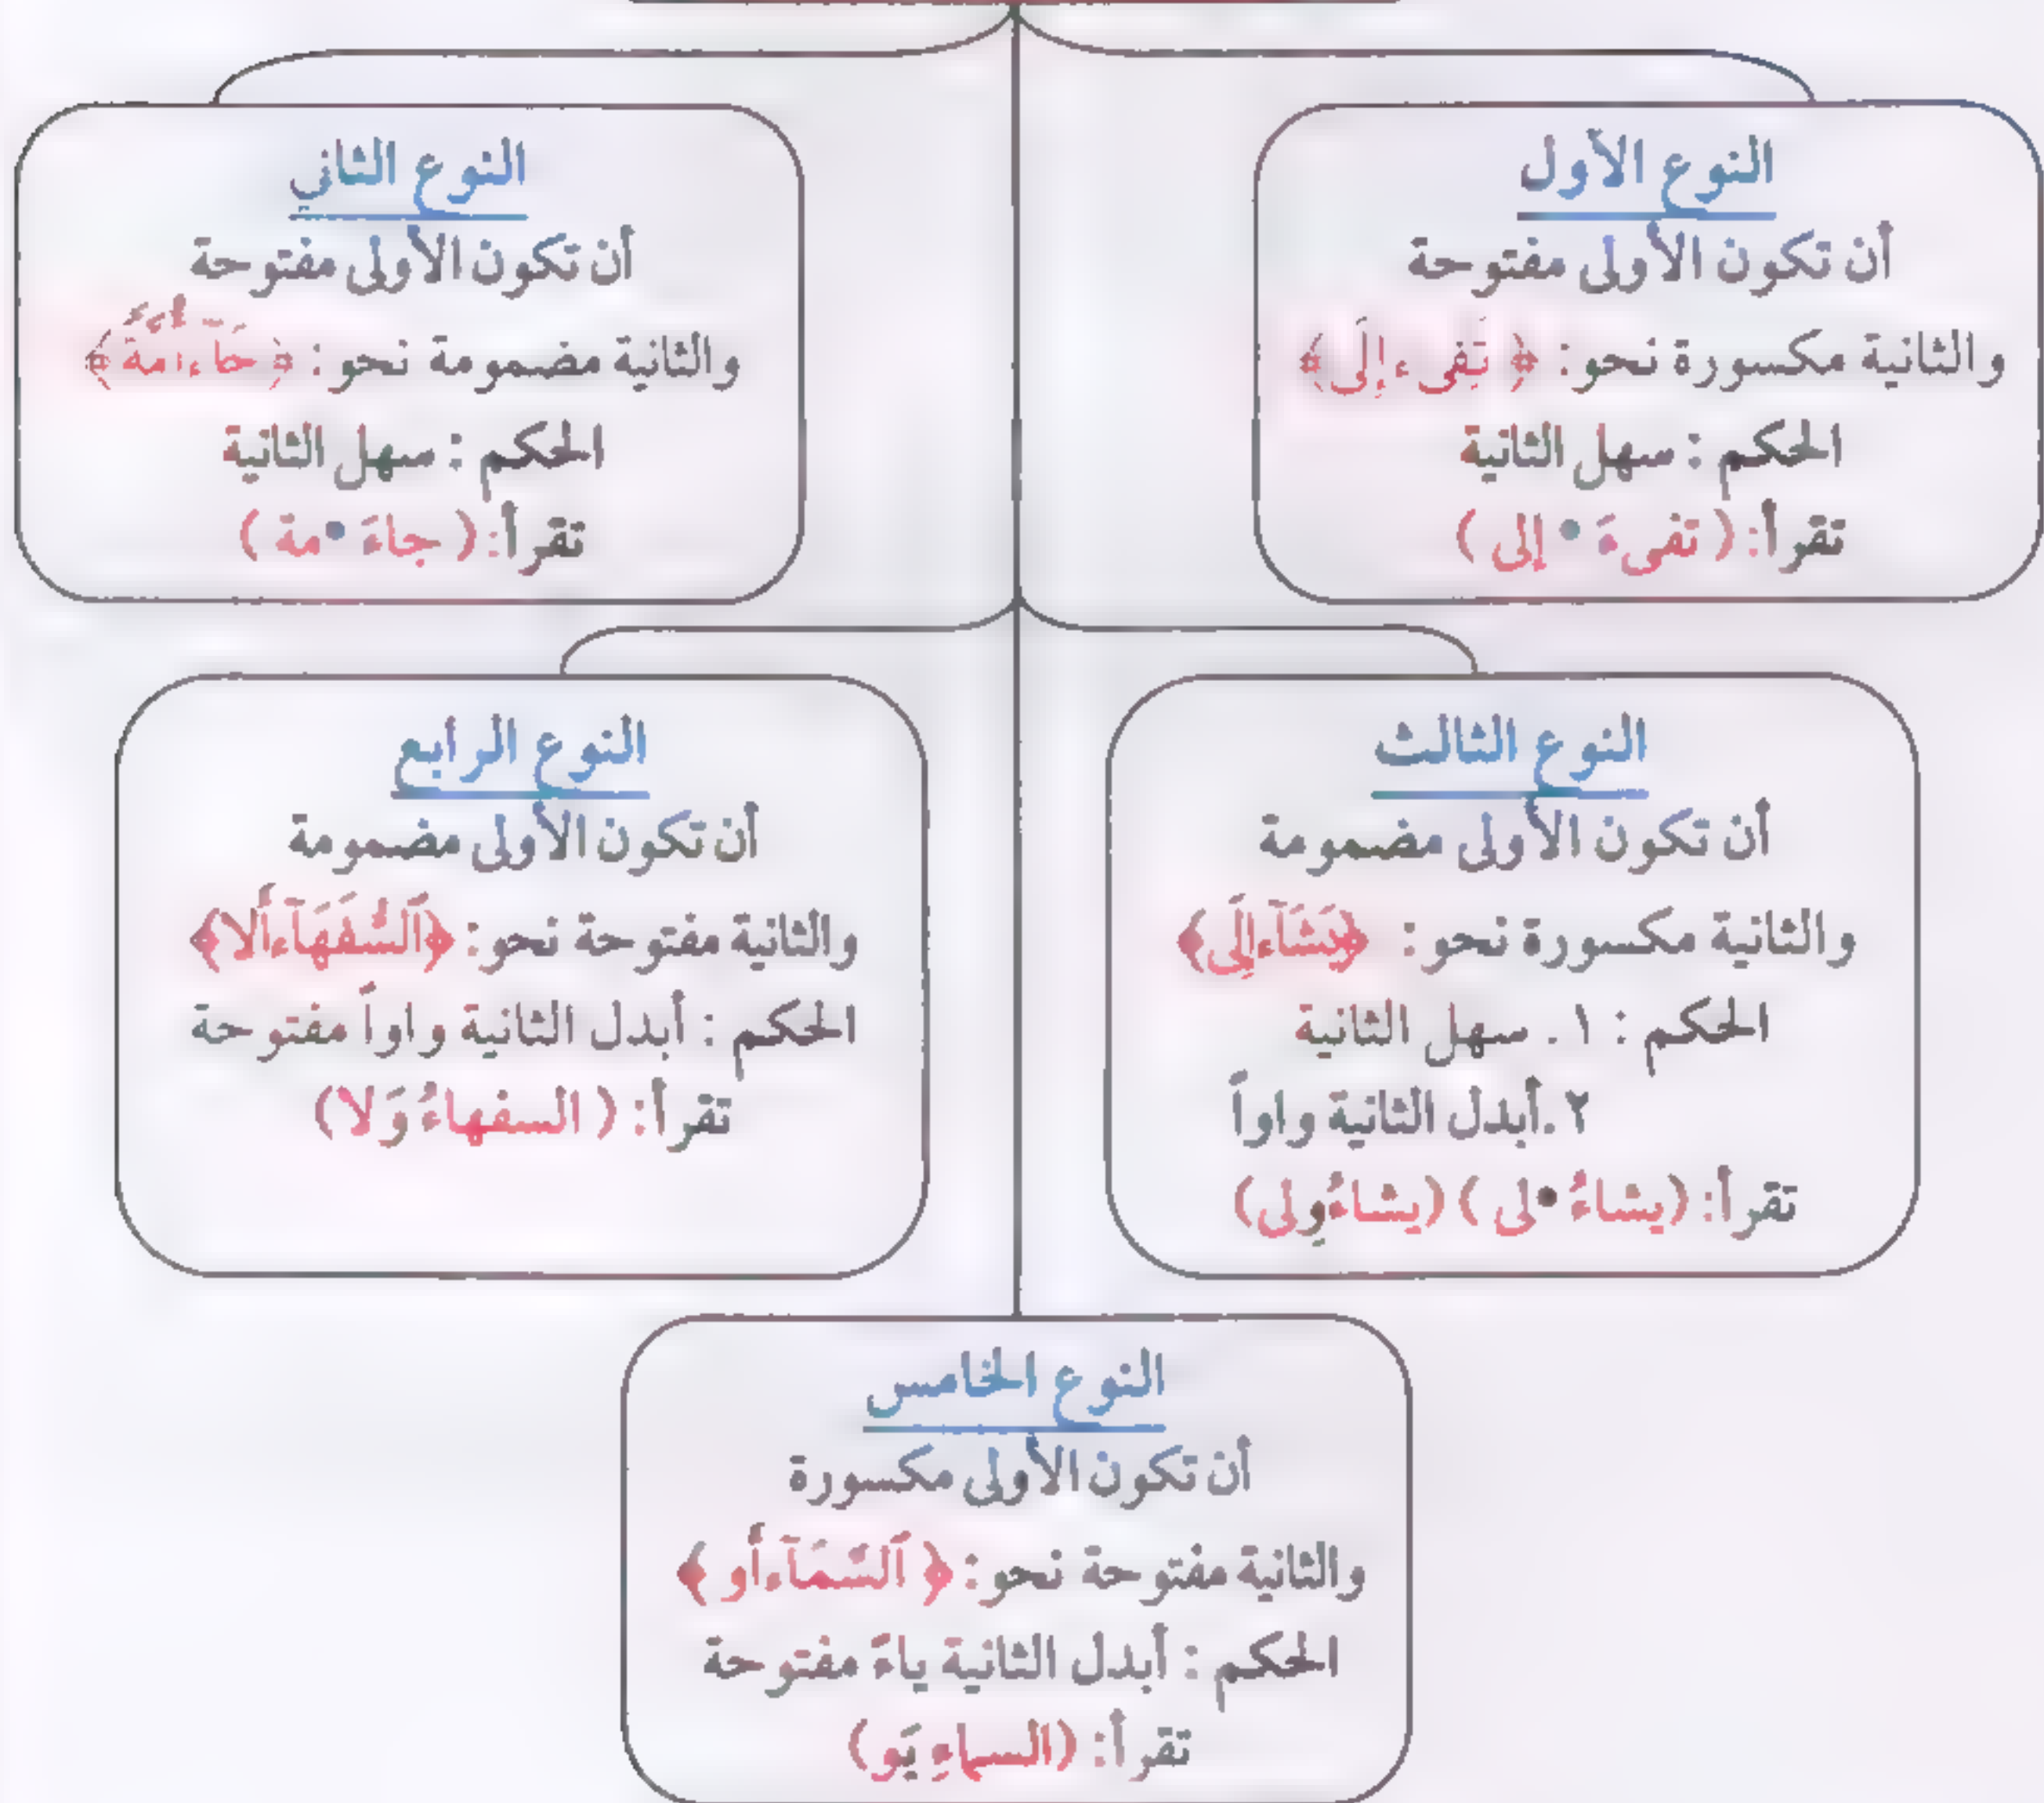 النوع الأول
أن تكون الأولى مفتوحة
والثانية مكسورة نحو: ﴿ تَفِىٓءَ إِلَىٰٓ ﴾
الحكم : سهل الثانية
تقرأ: ( تفىءَ • إلى )
النوع الثاني
أن تكون الأولى مفتوحة
والثانية مضمومة نحو: ﴿ جَآءَ أُمَّةً ﴾
الحكم : سهل الثانية
تقرأ: ( جاءَ •مة )
النوع الثالث
أن تكون الأولى مضمومة
والثانية مكسورة نحو: ﴿يَشَآءُ إِلَىٰ﴾
الحكم : ١. سهل الثانية
٢.أبدل الثانية واواً
تقرأ: (يشاءُ •لى ) (يشاءُوِلى)
النوع الرابع
أن تكون الأولى مضمومة
والثانية مفتوحة نحو: ﴿ٱلسُّفَهَآءُ أَلَا﴾
الحكم : أبدل الثانية واواً مفتوحة
تقرأ: ( السفهاءُ وَلا)
النوع الخامس
أن تكون الأولى مكسورة
والثانية مفتوحة نحو: ﴿ ٱلسَّمَآءِ أَو ﴾
الحكم : أبدل الثانية ياءً مفتوحة
تقرأ: (السماءِ يَو)